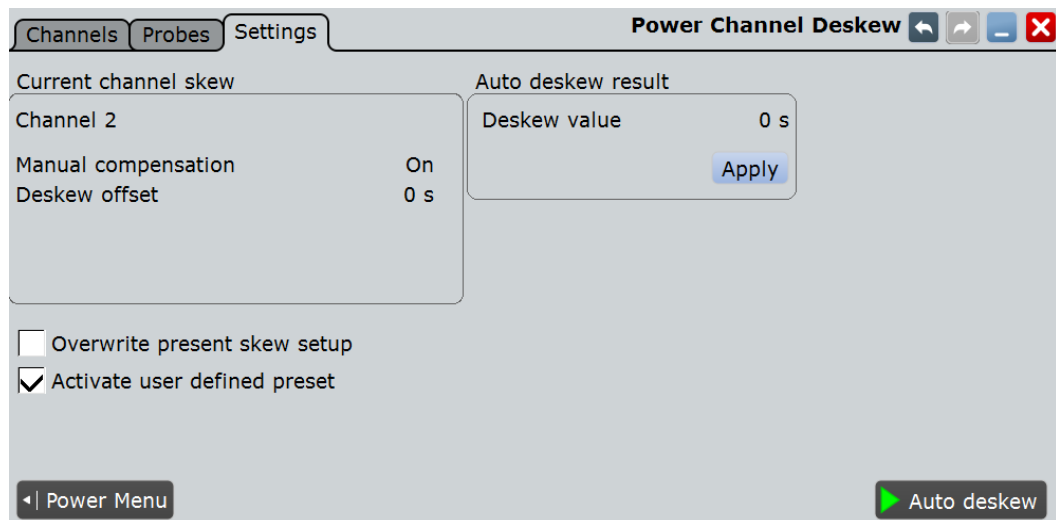 Channels Probes Settings Power Channel Deskew
Current channel skew
Channel 2
Manual compensation On
Deskew offset 0 s
Auto deskew result
Deskew value 0 s
Apply
Overwrite present skew setup
Activate user defined preset
Power Menu Auto deskew